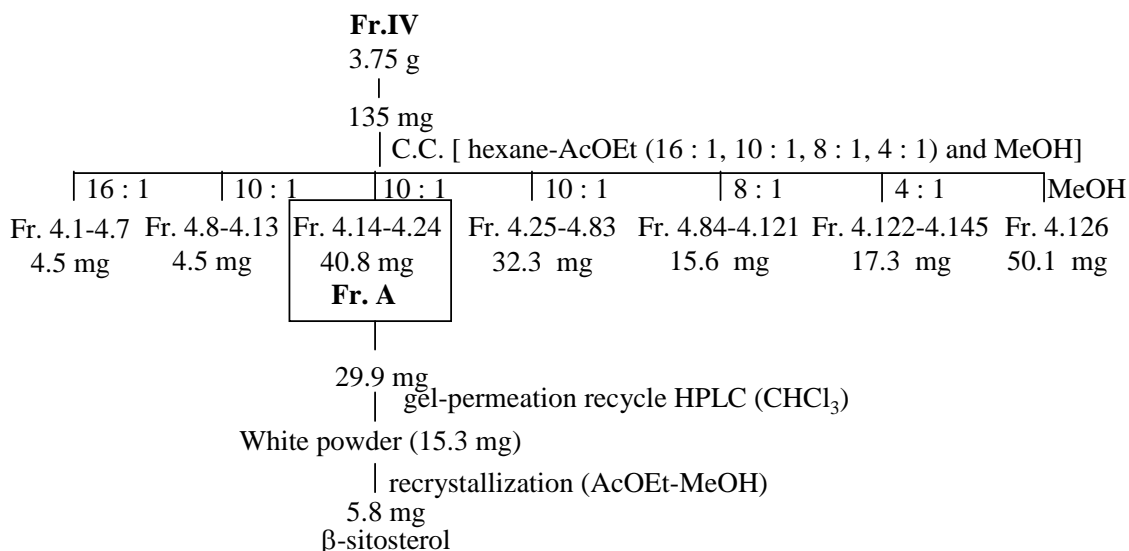 Fr.IV
3.75 g
135 mg
C.C. [ hexane-AcOEt (16 : 1, 10 : 1, 8 : 1, 4 : 1) and MeOH]
16 : 1 10 : 1 10 : 1 10 : 1 8 : 1 4 : 1 MeOH
Fr. 4.1-4.7 Fr. 4.8-4.13 Fr. 4.14-4.24 Fr. 4.25-4.83 Fr. 4.84-4.121 Fr. 4.122-4.145 Fr. 4.126
4.5 mg 4.5 mg 40.8 mg 32.3 mg 15.6 mg 17.3 mg 50.1 mg
Fr. A
29.9 mg
gel-permeation recycle HPLC (CHCl₃)
White powder (15.3 mg)
recrystallization (AcOEt-MeOH)
5.8 mg
β-sitosterol